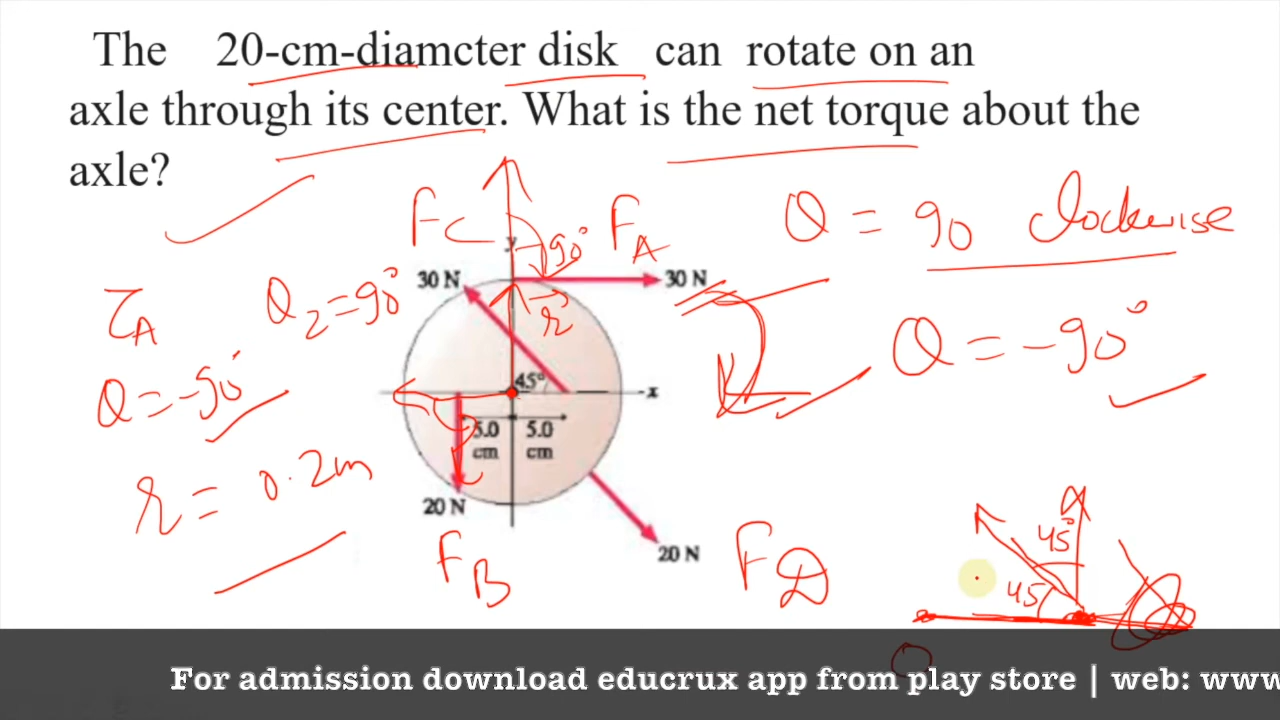 The 20-cm-diamcter disk can rotate on an
axle through its center. What is the net torque about the
axle?
FC
FA
θ = 90 clockwise
y
90°
30 N
30 N
τA
θ2 = 90°
r
θ = -90°
θ = -90°
45°
x
5.0 cm
5.0 cm
r = 0.2m
20 N
20 N
FB
FD
45°
45
For admission download educrux app from play store | web: www